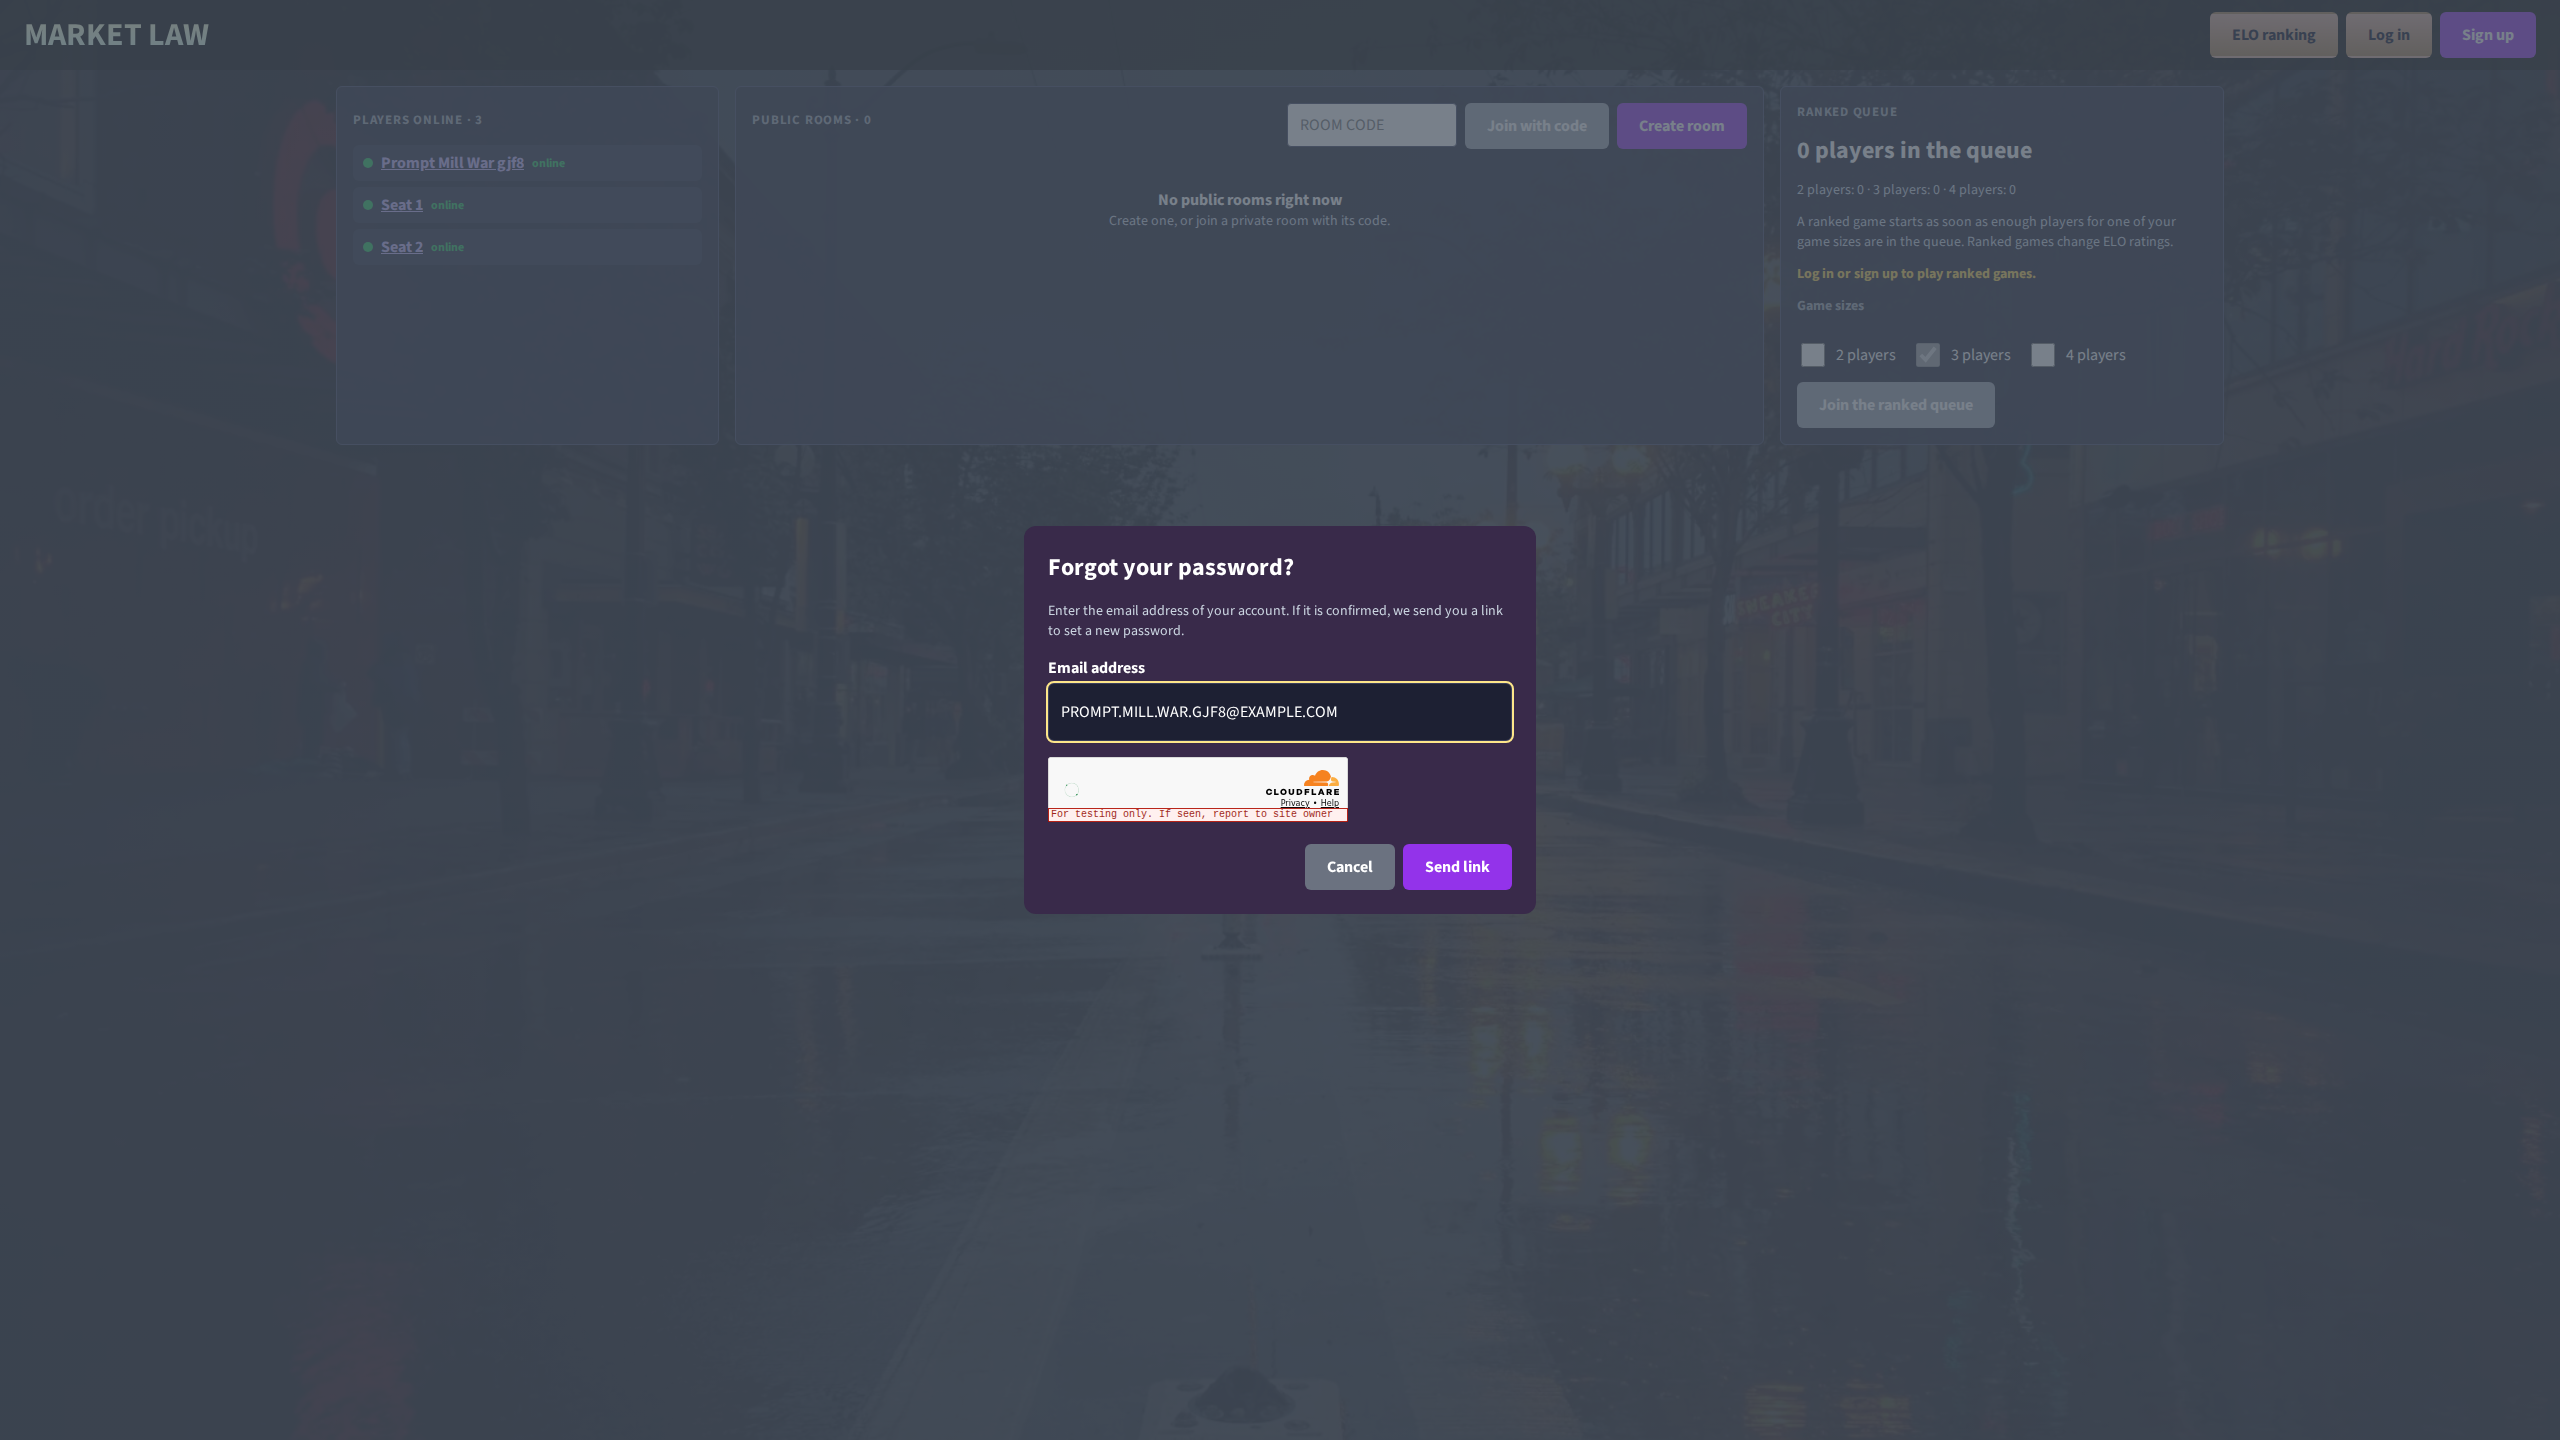 MARKET LAW
ELO ranking
Log in
Sign up
PLAYERS ONLINE · 3
Prompt Mill War gjf8 online
Seat 1 online
Seat 2 online
PUBLIC ROOMS · 0
ROOM CODE
Join with code
Create room
No public rooms right now
Create one, or join a private room with its code.
RANKED QUEUE
0 players in the queue
2 players: 0 · 3 players: 0 · 4 players: 0
A ranked game starts as soon as enough players for one of your
game sizes are in the queue. Ranked games change ELO ratings.
Log in or sign up to play ranked games.
Game sizes
2 players
3 players
4 players
Join the ranked queue
order pickup
SNEAKER
CITY
Forgot your password?
Enter the email address of your account. If it is confirmed, we send you a link
to set a new password.
Email address
PROMPT.MILL.WAR.GJF8@EXAMPLE.COM
CLOUDFLARE
Privacy • Help
For testing only. If seen, report to site owner
Cancel
Send link